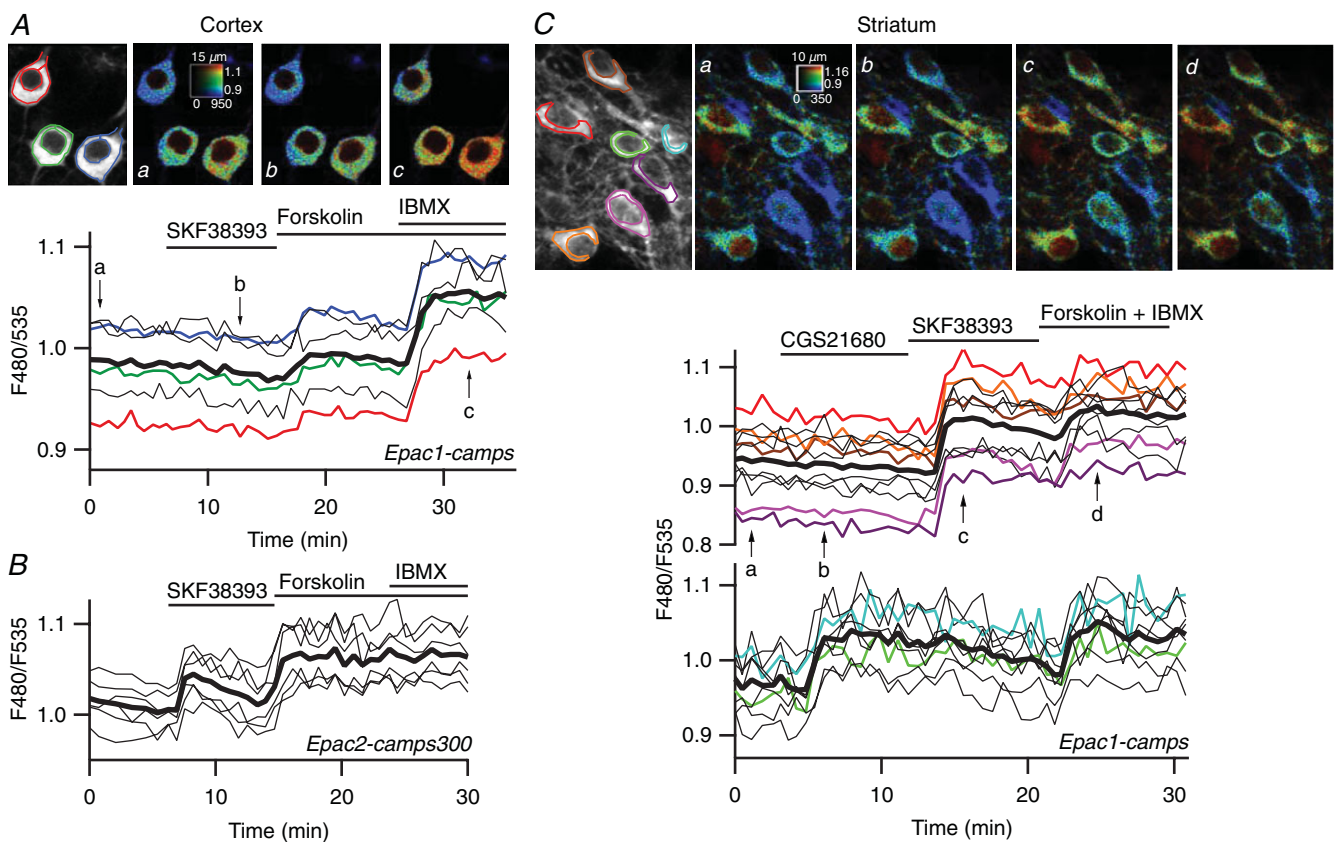 A
Cortex
15 µm
1.1
0.9
0 950
a
b
c
SKF38393
Forskolin
IBMX
F480/535
1.1
1.0
0.9
a
b
c
Epac1-camps
0
10
20
30
Time (min)
B
SKF38393
Forskolin
IBMX
F480/F535
1.1
1.0
Epac2-camps300
0
10
20
30
Time (min)
C
Striatum
a
10 µm
1.16
0.9
0 350
b
c
d
CGS21680
SKF38393
Forskolin + IBMX
F480/F535
1.1
1.0
0.9
0.8
a
b
c
d
1.1
1.0
0.9
Epac1-camps
0
10
20
30
Time (min)